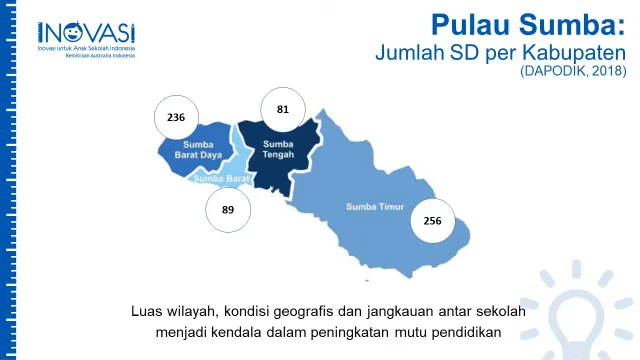 INOVASI
Inovasi untuk Anak Sekolah Indonesia
Kemitraan Australia Indonesia
Pulau Sumba:
Jumlah SD per Kabupaten
(DAPODIK, 2018)
236
81
Sumba
Barat Daya
Sumba
Tengah
Sumba Barat
89
Sumba Timur
256
Luas wilayah, kondisi geografis dan jangkauan antar sekolah
menjadi kendala dalam peningkatan mutu pendidikan